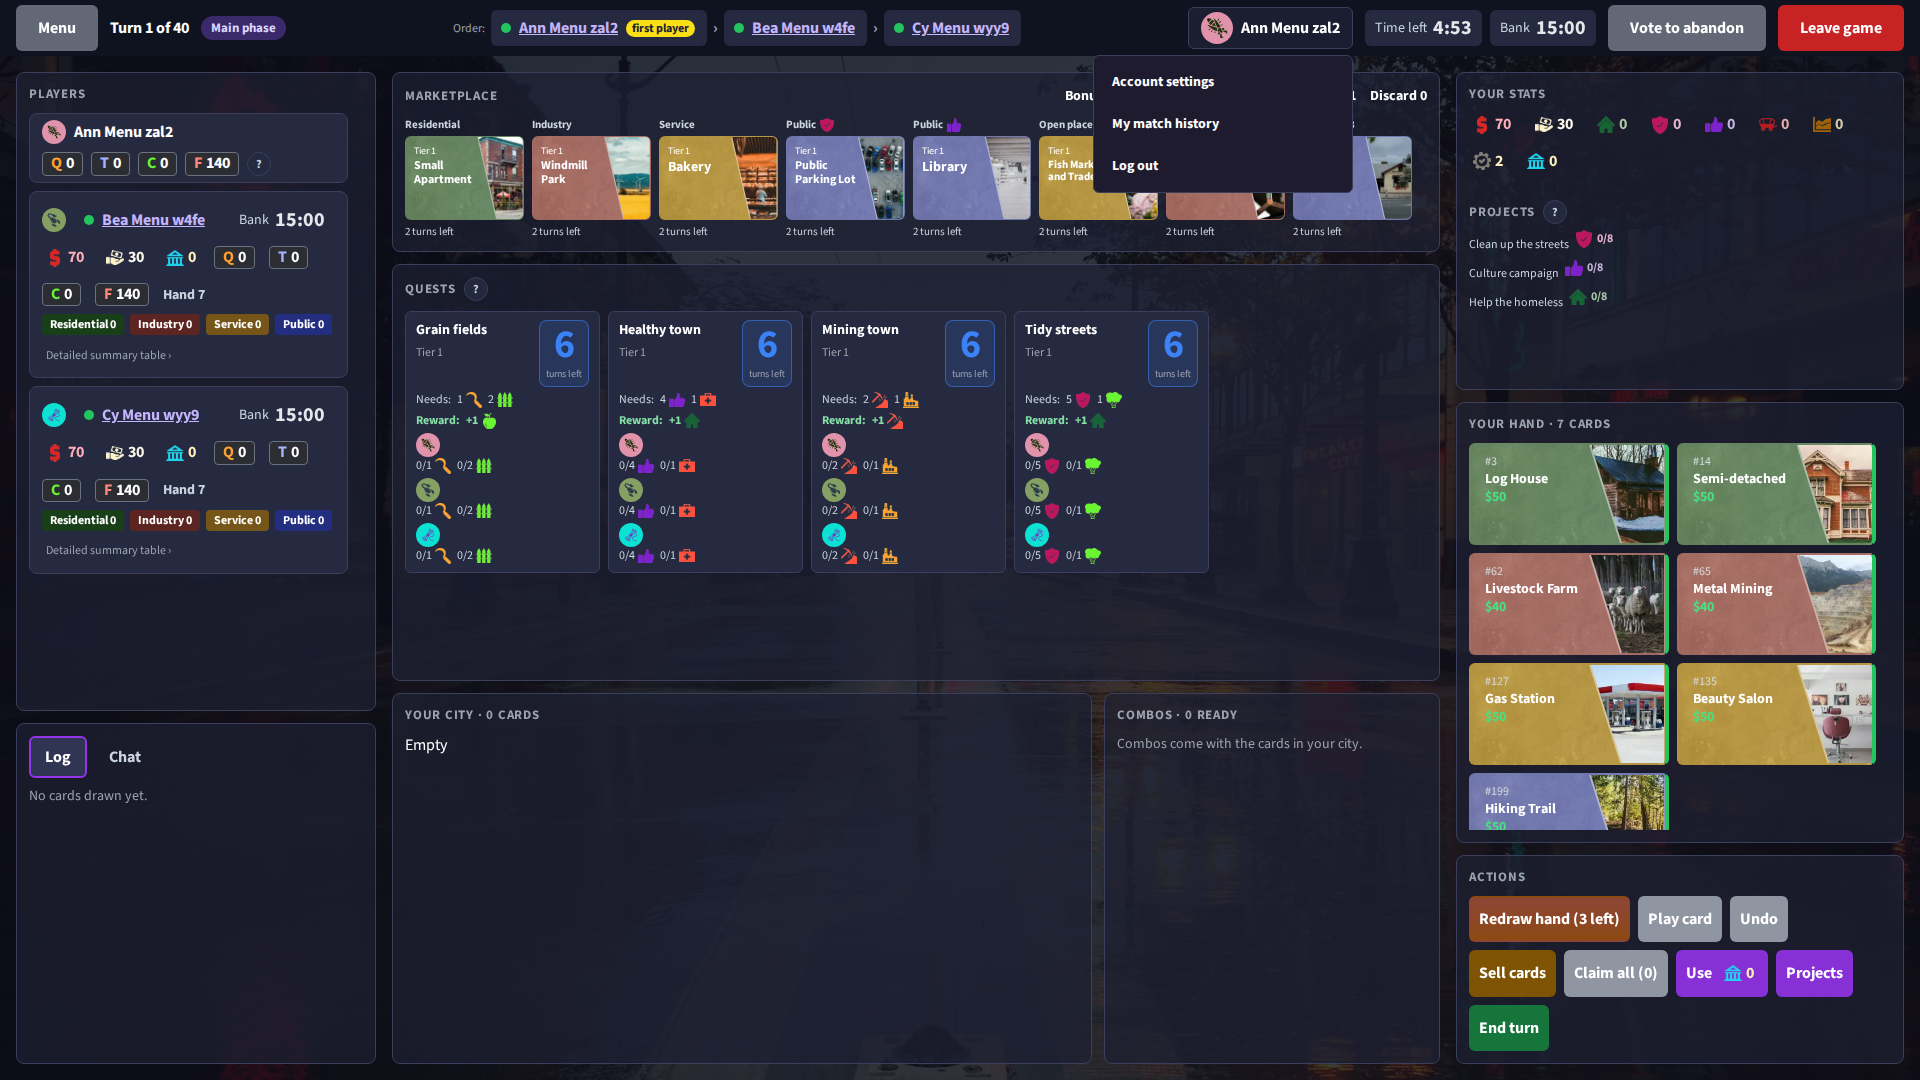 Menu
Turn 1 of 40
Main phase
Order:
Ann Menu zal2
first player
›
Bea Menu w4fe
›
Cy Menu wyy9
Ann Menu zal2
Time left 4:53
Bank 15:00
Vote to abandon
Leave game
Account settings
My match history
Log out
PLAYERS
Ann Menu zal2
Q 0
T 0
C 0
F 140
?
Bea Menu w4fe
Bank 15:00
70
30
0
Q 0
T 0
C 0
F 140
Hand 7
Residential 0
Industry 0
Service 0
Public 0
Detailed summary table ›
Cy Menu wyy9
Bank 15:00
70
30
0
Q 0
T 0
C 0
F 140
Hand 7
Residential 0
Industry 0
Service 0
Public 0
Detailed summary table ›
Log
Chat
No cards drawn yet.
MARKETPLACE
Discard 0
Residential
Tier 1
Small
Apartment
2 turns left
Industry
Tier 1
Windmill
Park
2 turns left
Service
Tier 1
Bakery
2 turns left
Public
Tier 1
Public
Parking Lot
2 turns left
Public
Tier 1
Library
2 turns left
Open place
Tier 1
Fish
2 turns left
2 turns left
2 turns left
QUESTS
?
Grain fields
Tier 1
6
turns left
Needs: 1 2
Reward: +1
0/1 0/2
0/1 0/2
0/1 0/2
Healthy town
Tier 1
6
turns left
Needs: 4 1
Reward: +1
0/4 0/1
0/4 0/1
0/4 0/1
Mining town
Tier 1
6
turns left
Needs: 2 1
Reward: +1
0/2 0/1
0/2 0/1
0/2 0/1
Tidy streets
Tier 1
6
turns left
Needs: 5 1
Reward: +1
0/5 0/1
0/5 0/1
0/5 0/1
YOUR CITY · 0 CARDS
Empty
COMBOS · 0 READY
Combos come with the cards in your city.
YOUR STATS
70
30
0
0
0
0
0
2
0
PROJECTS
?
Clean up the streets 0/8
Culture campaign 0/8
Help the homeless 0/8
YOUR HAND · 7 CARDS
#3
Log House
$50
#14
Semi-detached
$50
#62
Livestock Farm
$40
#65
Metal Mining
$40
#127
Gas Station
$50
#135
Beauty Salon
$50
#199
Hiking Trail
$50
ACTIONS
Redraw hand (3 left)
Play card
Undo
Sell cards
Claim all (0)
Use 0
Projects
End turn